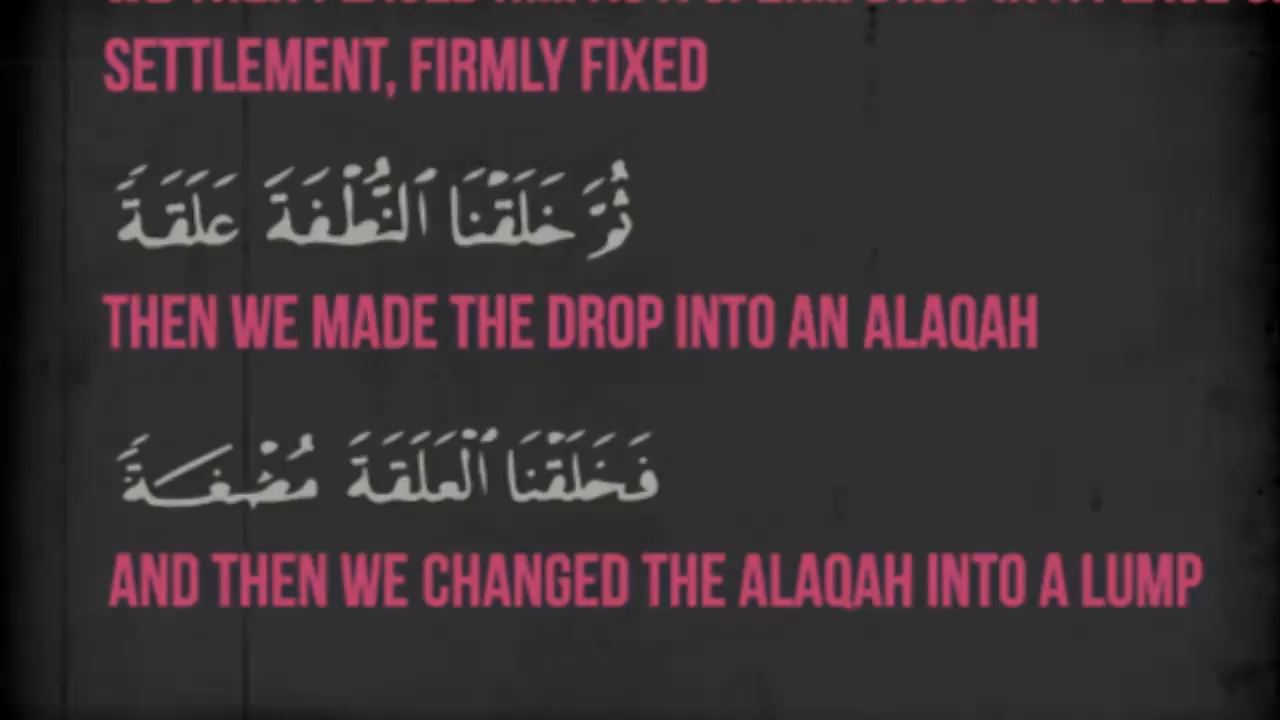 SETTLEMENT, FIRMLY FIXED
ثُمَّ خَلَقْنَا ٱلنُّطْفَةَ عَلَقَةً
THEN WE MADE THE DROP INTO AN ALAQAH
فَخَلَقْنَا ٱلْعَلَقَةَ مُضْغَةً
AND THEN WE CHANGED THE ALAQAH INTO A LUMP